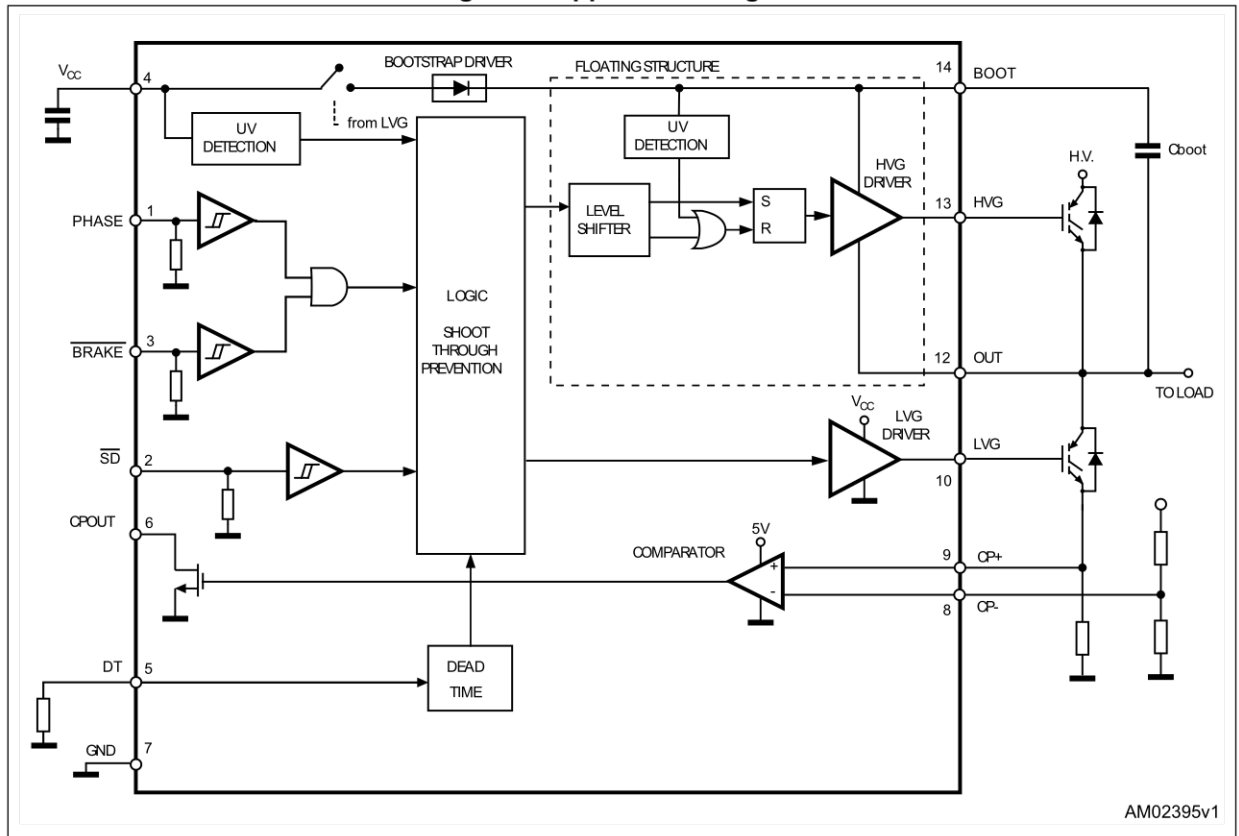 BOOTSTRAP DRIVER
FLOATING STRUCTURE
14
BOOT
VCC
4
from LVG
UV
DETECTION
UV
DETECTION
Cboot
H.V.
HVG
DRIVER
PHASE
1
LEVEL
SHIFTER
S
R
13
HVG
LOGIC
SHOOT
THROUGH
PREVENTION
BRAKE
3
12
OUT
TO LOAD
VCC
LVG
DRIVER
LVG
10
SD
2
CPOUT
6
5V
COMPARATOR
+
-
9
CP+
8
CP-
DT
5
DEAD
TIME
GND
7
AM02395v1